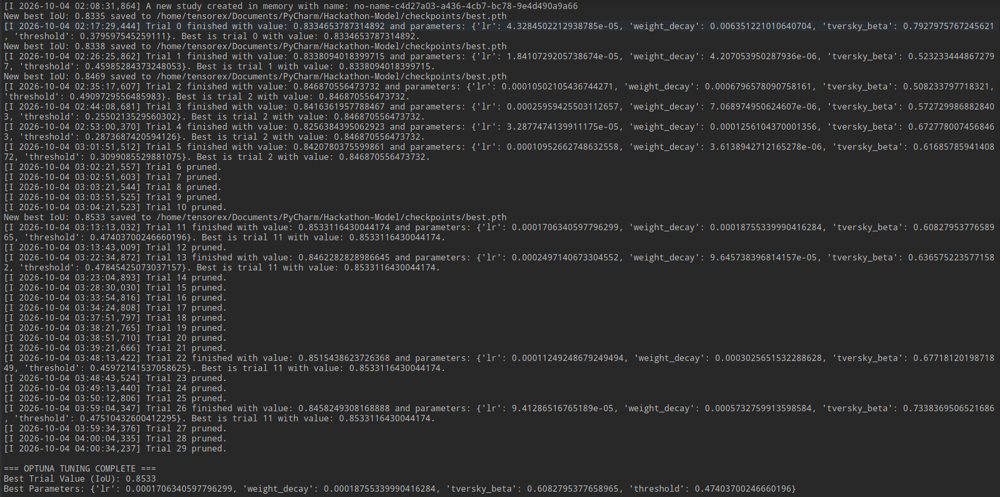 [I 2026-10-04 02:08:31,864] A new study created in memory with name: no-name-c4d27a03-a436-4cb7-bc78-9e4d490a9a66
New best IoU: 0.8335 saved to /home/tensorex/Documents/PyCharm/Hackathon-Model/checkpoints/best.pth
[I 2026-10-04 02:17:29,444] Trial 0 finished with value: 0.8334653787314892 and parameters: {'lr': 4.3284502212938785e-05, 'weight_decay': 0.006351221010640704, 'tversky_beta': 0.7927975767245621
, 'threshold': 0.379597545259111}. Best is trial 0 with value: 0.8334653787314892.
New best IoU: 0.8338 saved to /home/tensorex/Documents/PyCharm/Hackathon-Model/checkpoints/best.pth
[I 2026-10-04 02:26:25,862] Trial 1 finished with value: 0.8338094018399715 and parameters: {'lr': 1.8410729205738674e-05, 'weight_decay': 4.207053950287936e-06, 'tversky_beta': 0.523233444867279
7, 'threshold': 0.45985284373248053}. Best is trial 1 with value: 0.8338094018399715.
New best IoU: 0.8469 saved to /home/tensorex/Documents/PyCharm/Hackathon-Model/checkpoints/best.pth
[I 2026-10-04 02:35:17,607] Trial 2 finished with value: 0.846870556473732 and parameters: {'lr': 0.00010502105436744271, 'weight_decay': 0.0006796578090758161, 'tversky_beta': 0.508233797718321,
'threshold': 0.4909729556485983}. Best is trial 2 with value: 0.846870556473732.
[I 2026-10-04 02:44:08,681] Trial 3 finished with value: 0.8416361957788467 and parameters: {'lr': 0.00025959425503112657, 'weight_decay': 7.068974950624607e-06, 'tversky_beta': 0.572729986882840
3, 'threshold': 0.2550213529560302}. Best is trial 2 with value: 0.846870556473732.
[I 2026-10-04 02:53:00,370] Trial 4 finished with value: 0.8256384395062923 and parameters: {'lr': 3.2877474139911175e-05, 'weight_decay': 0.0001256104370001356, 'tversky_beta': 0.672778007456846
3, 'threshold': 0.2873687420594126}. Best is trial 2 with value: 0.846870556473732.
[I 2026-10-04 03:01:51,512] Trial 5 finished with value: 0.8420780375599861 and parameters: {'lr': 0.00010952662748632558, 'weight_decay': 3.6138942712165278e-06, 'tversky_beta': 0.61685785941408
72, 'threshold': 0.3099085529881075}. Best is trial 2 with value: 0.846870556473732.
[I 2026-10-04 03:02:21,557] Trial 6 pruned.
[I 2026-10-04 03:02:51,603] Trial 7 pruned.
[I 2026-10-04 03:03:21,544] Trial 8 pruned.
[I 2026-10-04 03:03:51,525] Trial 9 pruned.
[I 2026-10-04 03:04:21,523] Trial 10 pruned.
New best IoU: 0.8533 saved to /home/tensorex/Documents/PyCharm/Hackathon-Model/checkpoints/best.pth
[I 2026-10-04 03:13:13,032] Trial 11 finished with value: 0.8533116430044174 and parameters: {'lr': 0.0001706340597796299, 'weight_decay': 0.00018755339990416284, 'tversky_beta': 0.60827953776589
65, 'threshold': 0.47403700246660196}. Best is trial 11 with value: 0.8533116430044174.
[I 2026-10-04 03:13:43,009] Trial 12 pruned.
[I 2026-10-04 03:22:34,872] Trial 13 finished with value: 0.8462282828986645 and parameters: {'lr': 0.0002497140673304552, 'weight_decay': 9.645738396814157e-05, 'tversky_beta': 0.636575223577158
2, 'threshold': 0.47845425073037157}. Best is trial 11 with value: 0.8533116430044174.
[I 2026-10-04 03:23:04,893] Trial 14 pruned.
[I 2026-10-04 03:28:30,030] Trial 15 pruned.
[I 2026-10-04 03:33:54,816] Trial 16 pruned.
[I 2026-10-04 03:34:24,808] Trial 17 pruned.
[I 2026-10-04 03:37:51,797] Trial 18 pruned.
[I 2026-10-04 03:38:21,765] Trial 19 pruned.
[I 2026-10-04 03:38:51,710] Trial 20 pruned.
[I 2026-10-04 03:39:21,666] Trial 21 pruned.
[I 2026-10-04 03:48:13,422] Trial 22 finished with value: 0.8515438623726368 and parameters: {'lr': 0.00011249248679249494, 'weight_decay': 0.0003025651532288628, 'tversky_beta': 0.67718120198718
49, 'threshold': 0.45972141537058625}. Best is trial 11 with value: 0.8533116430044174.
[I 2026-10-04 03:48:43,524] Trial 23 pruned.
[I 2026-10-04 03:49:13,440] Trial 24 pruned.
[I 2026-10-04 03:50:12,806] Trial 25 pruned.
[I 2026-10-04 03:59:04,347] Trial 26 finished with value: 0.8458249308168888 and parameters: {'lr': 9.41286516765189e-05, 'weight_decay': 0.0005732759913598584, 'tversky_beta': 0.7338369506521686
, 'threshold': 0.47510432600412295}. Best is trial 11 with value: 0.8533116430044174.
[I 2026-10-04 03:59:34,376] Trial 27 pruned.
[I 2026-10-04 04:00:04,335] Trial 28 pruned.
[I 2026-10-04 04:00:34,237] Trial 29 pruned.
=== OPTUNA TUNING COMPLETE ===
Best Trial Value (IoU): 0.8533
Best Parameters: {'lr': 0.0001706340597796299, 'weight_decay': 0.00018755339990416284, 'tversky_beta': 0.6082795377658965, 'threshold': 0.47403700246660196}